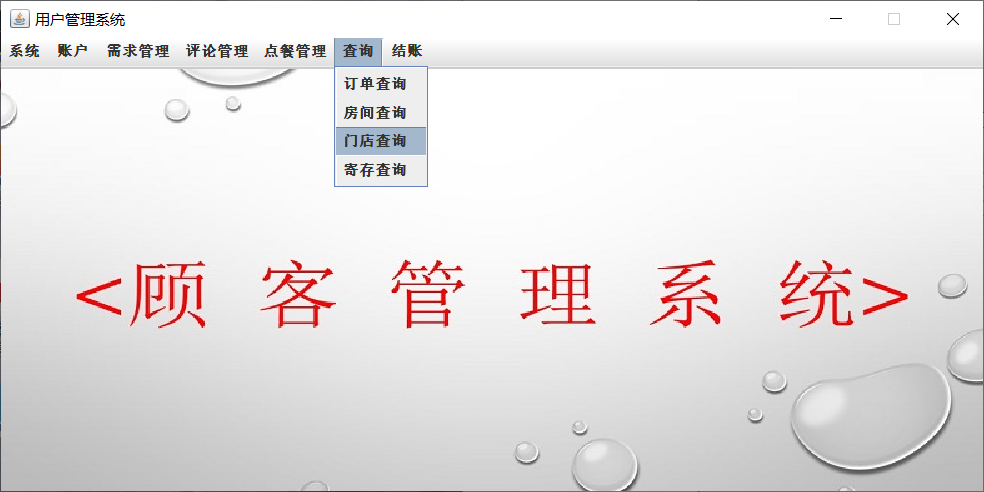 用户管理系统
系统 账户 需求管理 评论管理 点餐管理 查询 结账
订单查询
房间查询
门店查询
寄存查询
<顾 客 管 理 系 统>